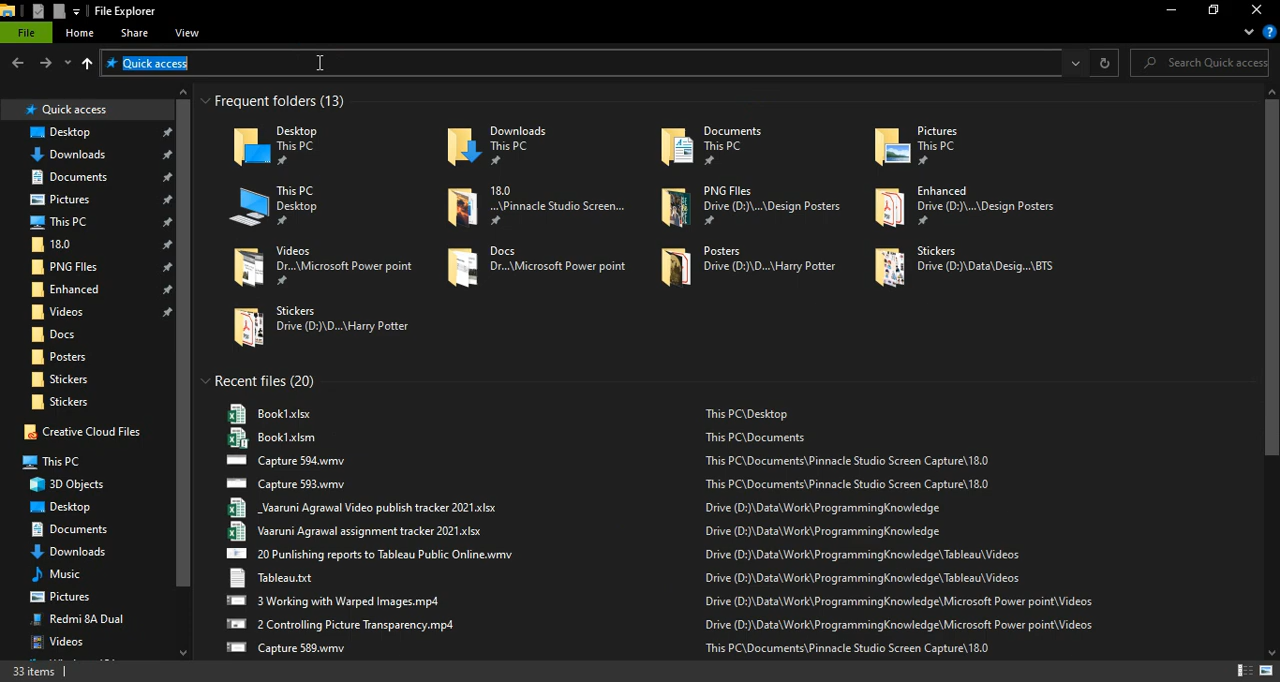 File Explorer
File Home Share View
Quick access
Search Quick access
Quick access
Desktop
Downloads
Documents
Pictures
This PC
18.0
PNG FIles
Enhanced
Videos
Docs
Posters
Stickers
Stickers
Creative Cloud Files
This PC
3D Objects
Desktop
Documents
Downloads
Music
Pictures
Redmi 8A Dual
Videos
Frequent folders (13)
Desktop
This PC
Downloads
This PC
Documents
This PC
Pictures
This PC
This PC
Desktop
18.0
...\Pinnacle Studio Screen...
PNG FIles
Drive (D:)\...\Design Posters
Enhanced
Drive (D:)\...\Design Posters
Videos
Dr...\Microsoft Power point
Docs
Dr...\Microsoft Power point
Posters
Drive (D:)\D...\Harry Potter
Stickers
Drive (D:)\Data\Desig...\BTS
Stickers
Drive (D:)\D...\Harry Potter
Recent files (20)
Book1.xlsx This PC\Desktop
Book1.xlsm This PC\Documents
Capture 594.wmv This PC\Documents\Pinnacle Studio Screen Capture\18.0
Capture 593.wmv This PC\Documents\Pinnacle Studio Screen Capture\18.0
_Vaaruni Agrawal Video publish tracker 2021.xlsx Drive (D:)\Data\Work\ProgrammingKnowledge
Vaaruni Agrawal assignment tracker 2021.xlsx Drive (D:)\Data\Work\ProgrammingKnowledge
20 Punlishing reports to Tableau Public Online.wmv Drive (D:)\Data\Work\ProgrammingKnowledge\Tableau\Videos
Tableau.txt Drive (D:)\Data\Work\ProgrammingKnowledge\Tableau\Videos
3 Working with Warped Images.mp4 Drive (D:)\Data\Work\ProgrammingKnowledge\Microsoft Power point\Videos
2 Controlling Picture Transparency.mp4 Drive (D:)\Data\Work\ProgrammingKnowledge\Microsoft Power point\Videos
Capture 589.wmv This PC\Documents\Pinnacle Studio Screen Capture\18.0
33 items